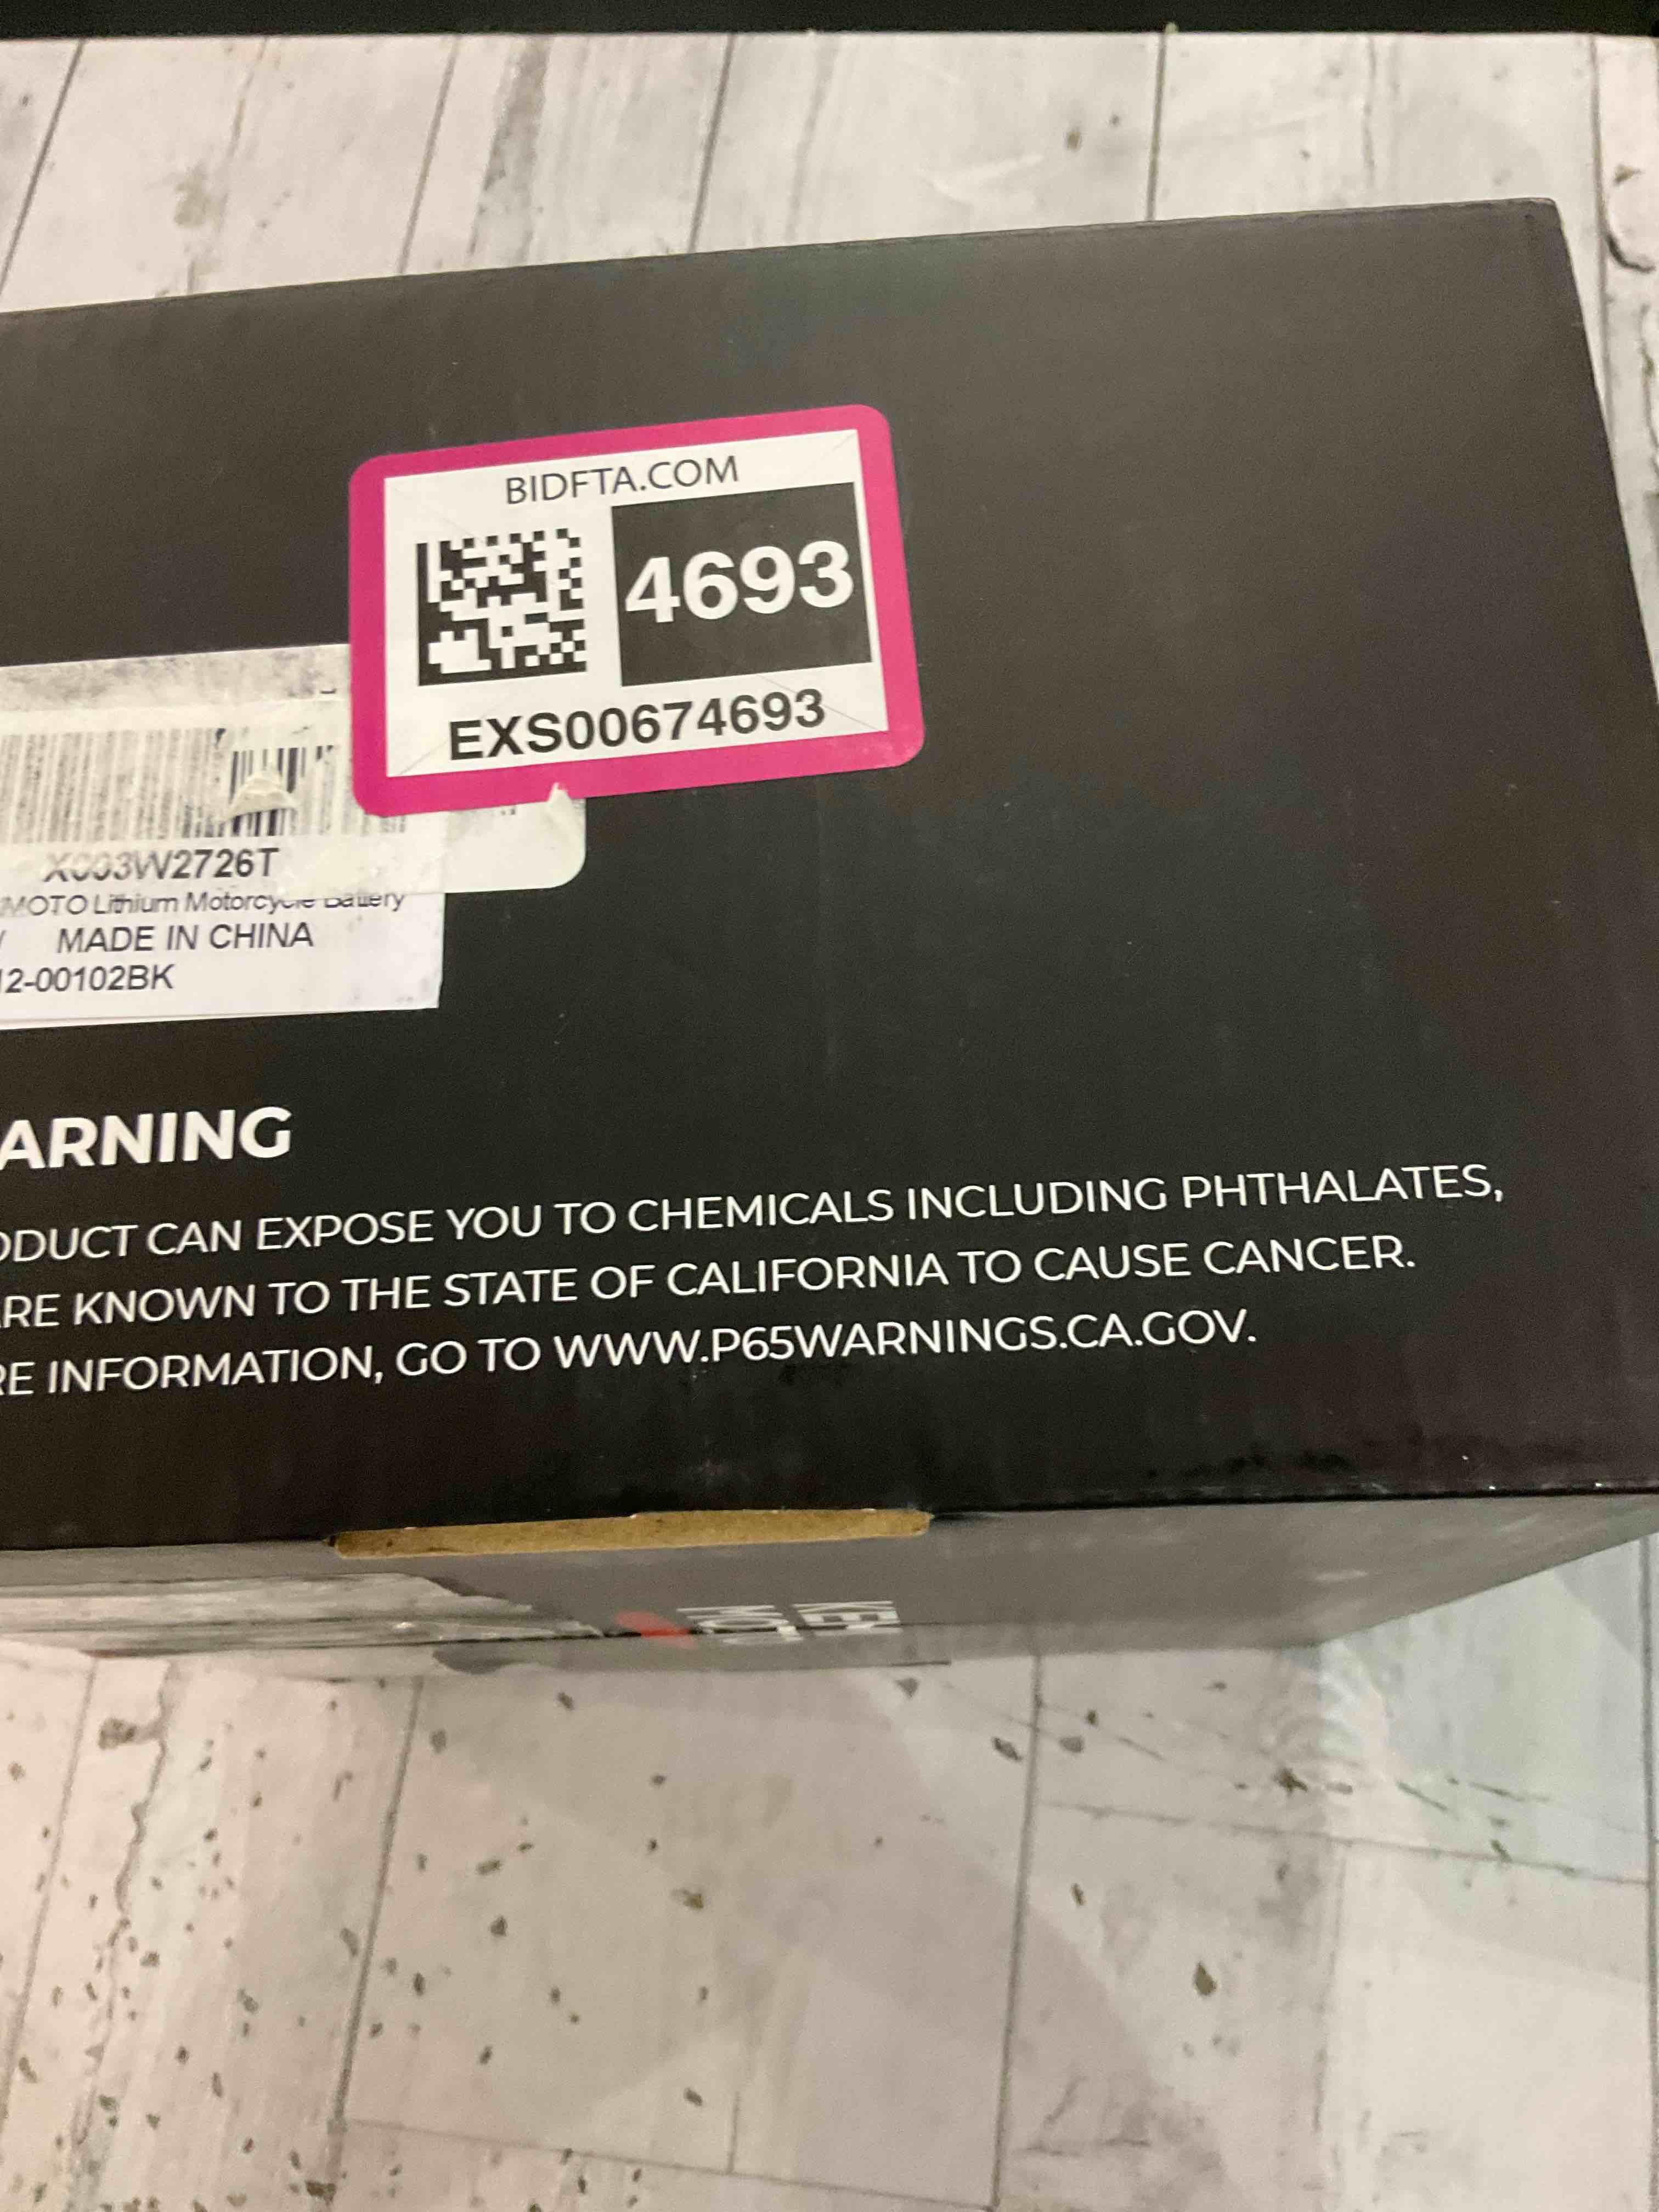 BIDFTA.COM
4693
EXS00674693
X003W2726T
MOTO Lithium Motorcycle Battery
MADE IN CHINA
12-00102BK
ARNING
ODUCT CAN EXPOSE YOU TO CHEMICALS INCLUDING PHTHALATES,
RE KNOWN TO THE STATE OF CALIFORNIA TO CAUSE CANCER.
RE INFORMATION, GO TO WWW.P65WARNINGS.CA.GOV.